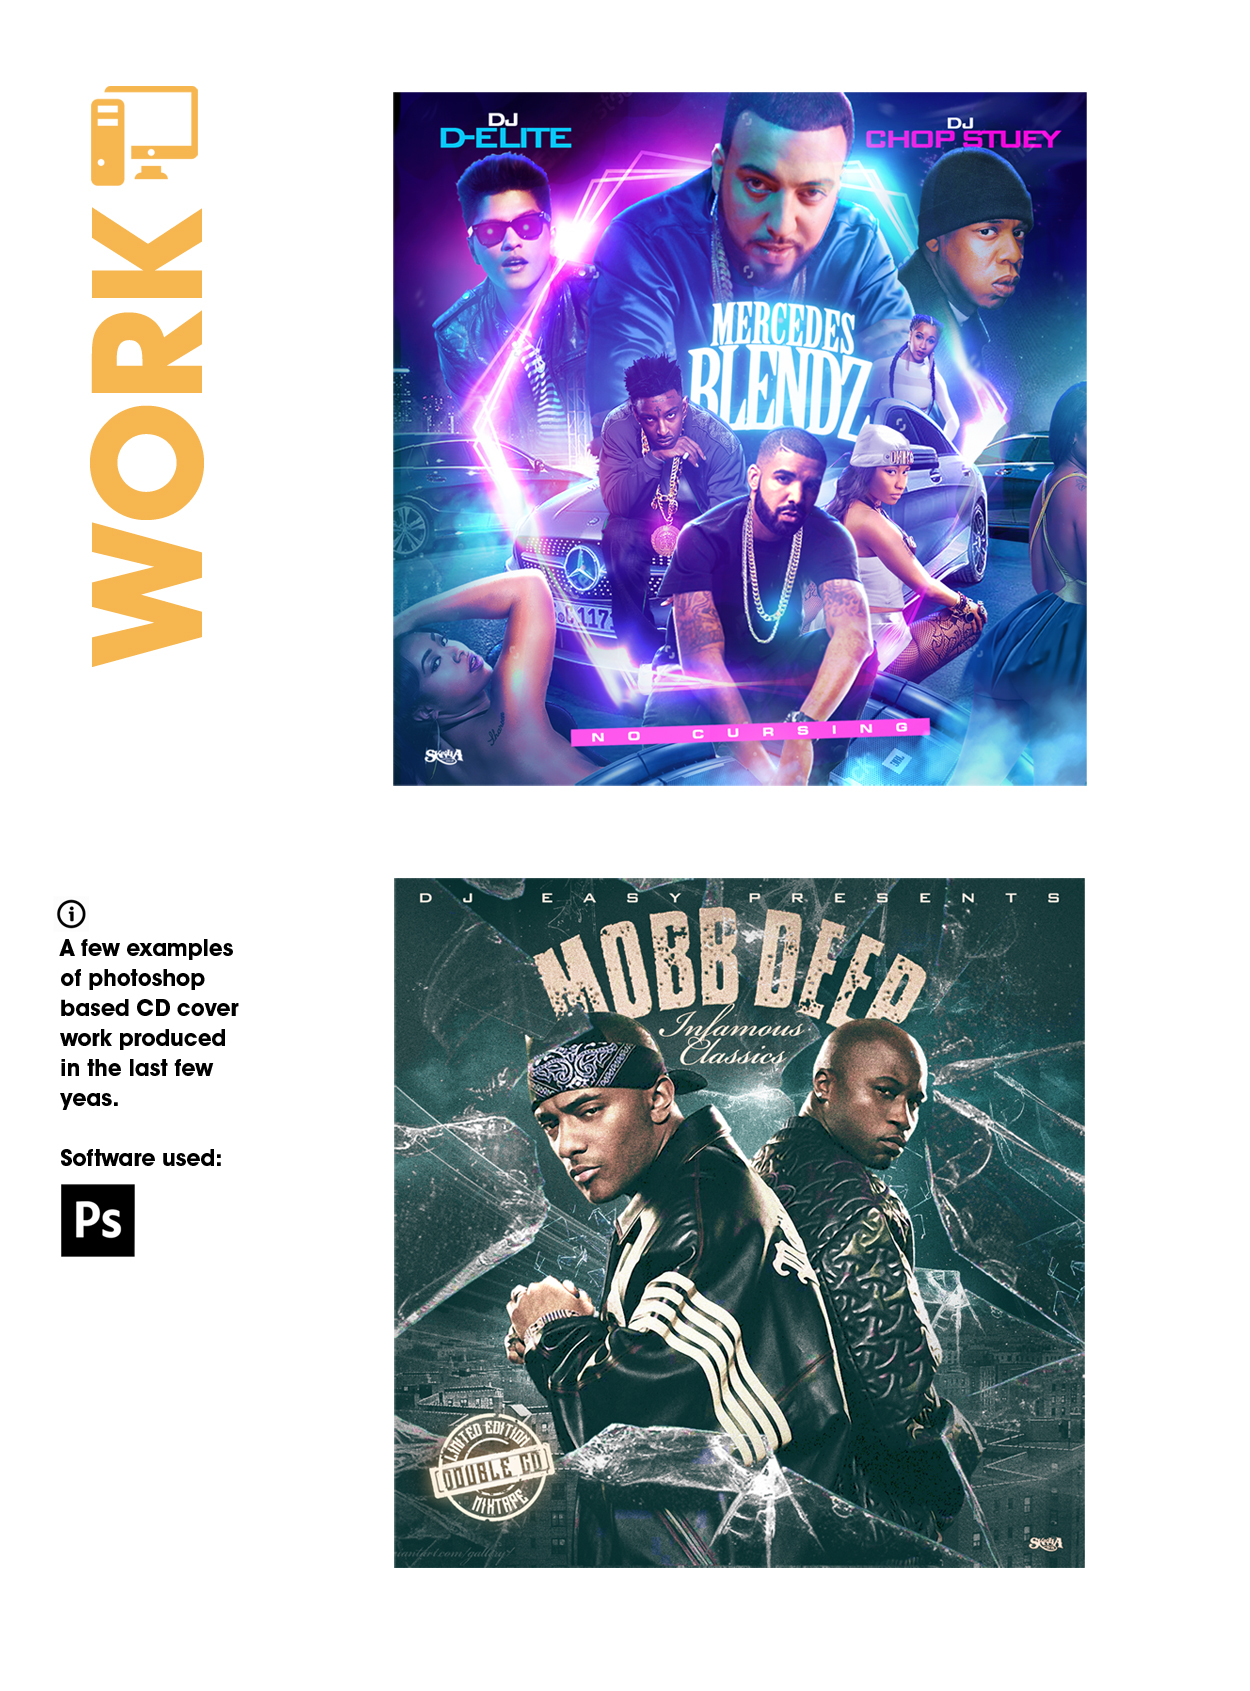 WORK
DJ
D-ELITE
DJ
CHOP STUEY
MERCEDES
BLENDZ
NO CURSING
SKRILLA
A few examples
of photoshop
based CD cover
work produced
in the last few
yeas.
Software used:
Ps
DJ EASY PRESENTS
MOBB DEEP
Infamous
Classics
LIMITED EDITION
DOUBLE CD
MIXTAPE